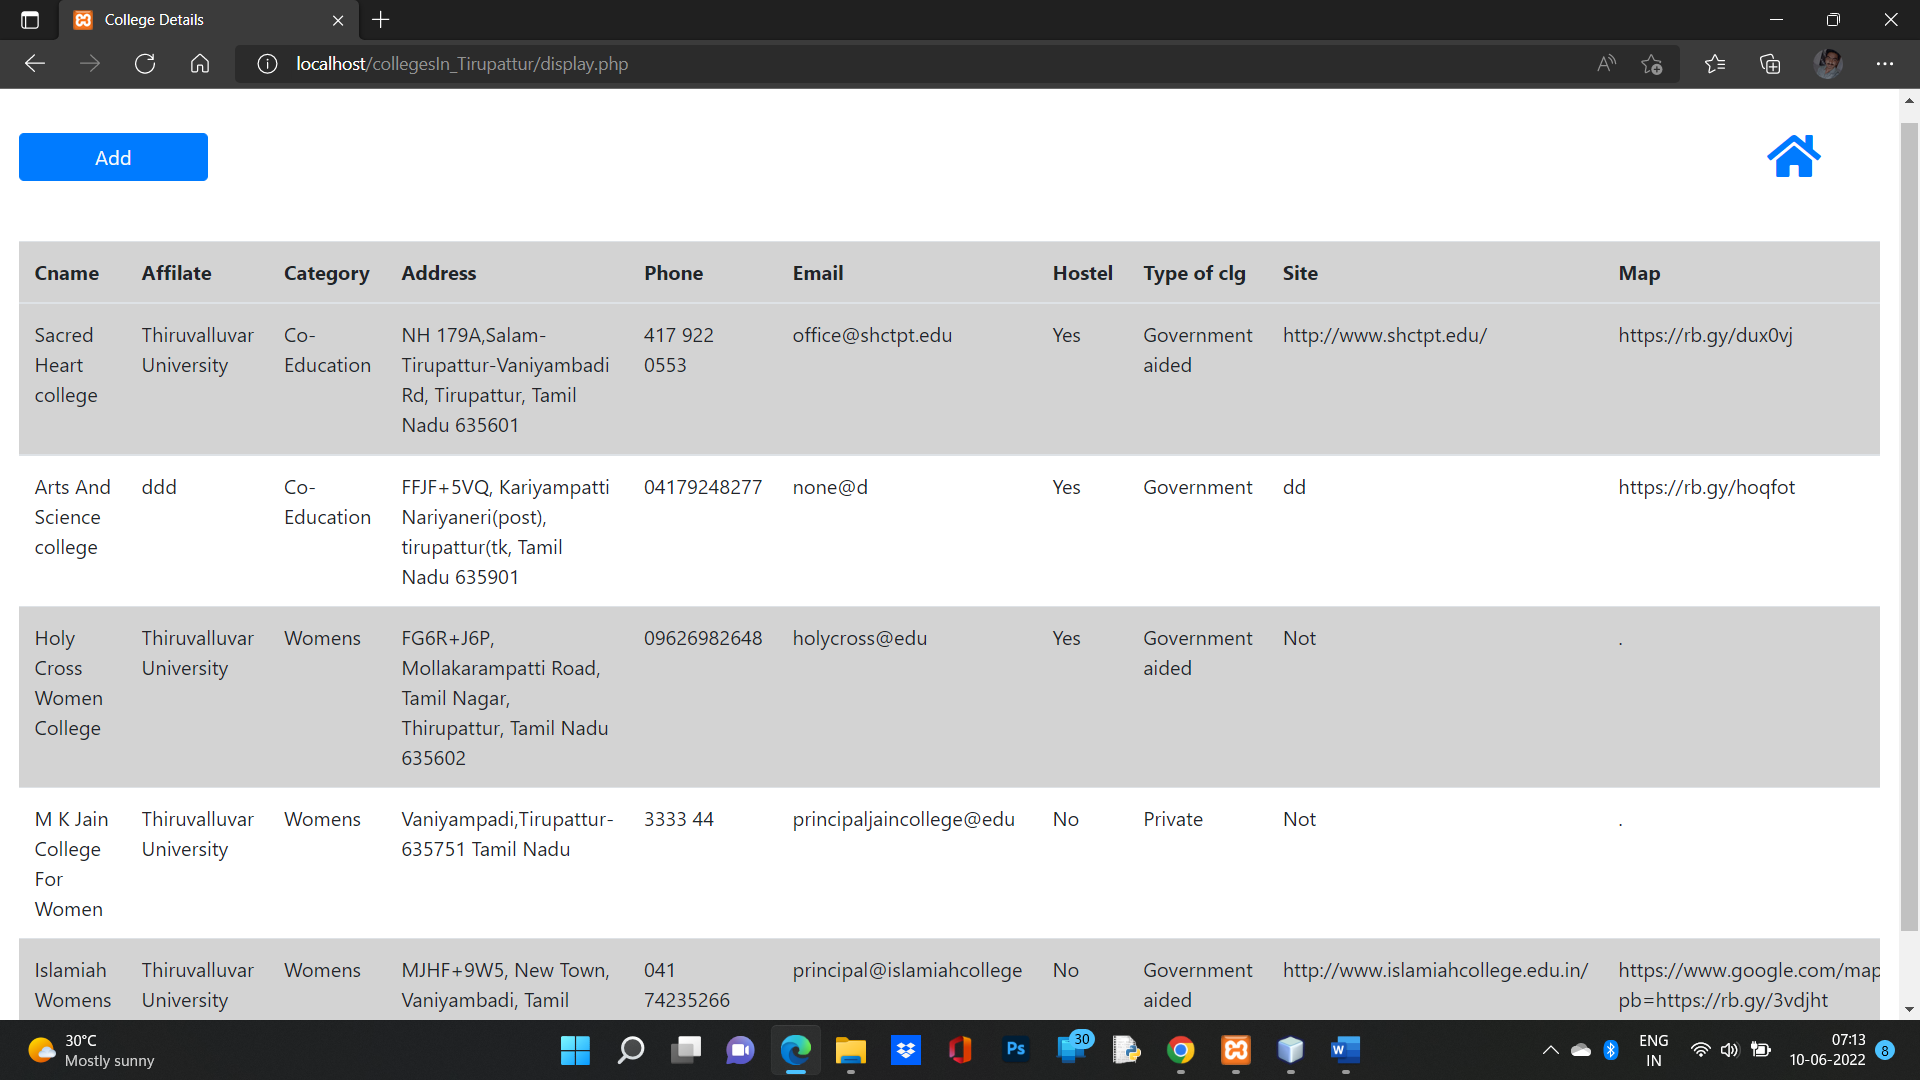 College Details
localhost/collegesIn_Tirupattur/display.php
Add
Cname Affilate Category Address Phone Email Hostel Type of clg Site Map
Sacred Thiruvalluvar Co- NH 179A,Salam- 417 922 office@shctpt.edu Yes Government http://www.shctpt.edu/ https://rb.gy/dux0vj
Heart University Education Tirupattur-Vaniyambadi 0553 aided
college Rd, Tirupattur, Tamil
Nadu 635601
Arts And ddd Co- FFJF+5VQ, Kariyampatti 04179248277 none@d Yes Government dd https://rb.gy/hoqfot
Science Education Nariyaneri(post),
college tirupattur(tk, Tamil
Nadu 635901
Holy Thiruvalluvar Womens FG6R+J6P, 09626982648 holycross@edu Yes Government Not .
Cross University Mollakarampatti Road, aided
Women Tamil Nagar,
College Thirupattur, Tamil Nadu
635602
M K Jain Thiruvalluvar Womens Vaniyampadi,Tirupattur- 3333 44 principaljaincollege@edu No Private Not .
College University 635751 Tamil Nadu
For
Women
Islamiah Thiruvalluvar Womens MJHF+9W5, New Town, 041 principal@islamiahcollege No Government http://www.islamiahcollege.edu.in/ https://www.google.com/map
Womens University Vaniyambadi, Tamil 74235266 aided pb=https://rb.gy/3vdjht
30°C
Mostly sunny
Ps
30
W
ENG
IN
07:13
10-06-2022
8